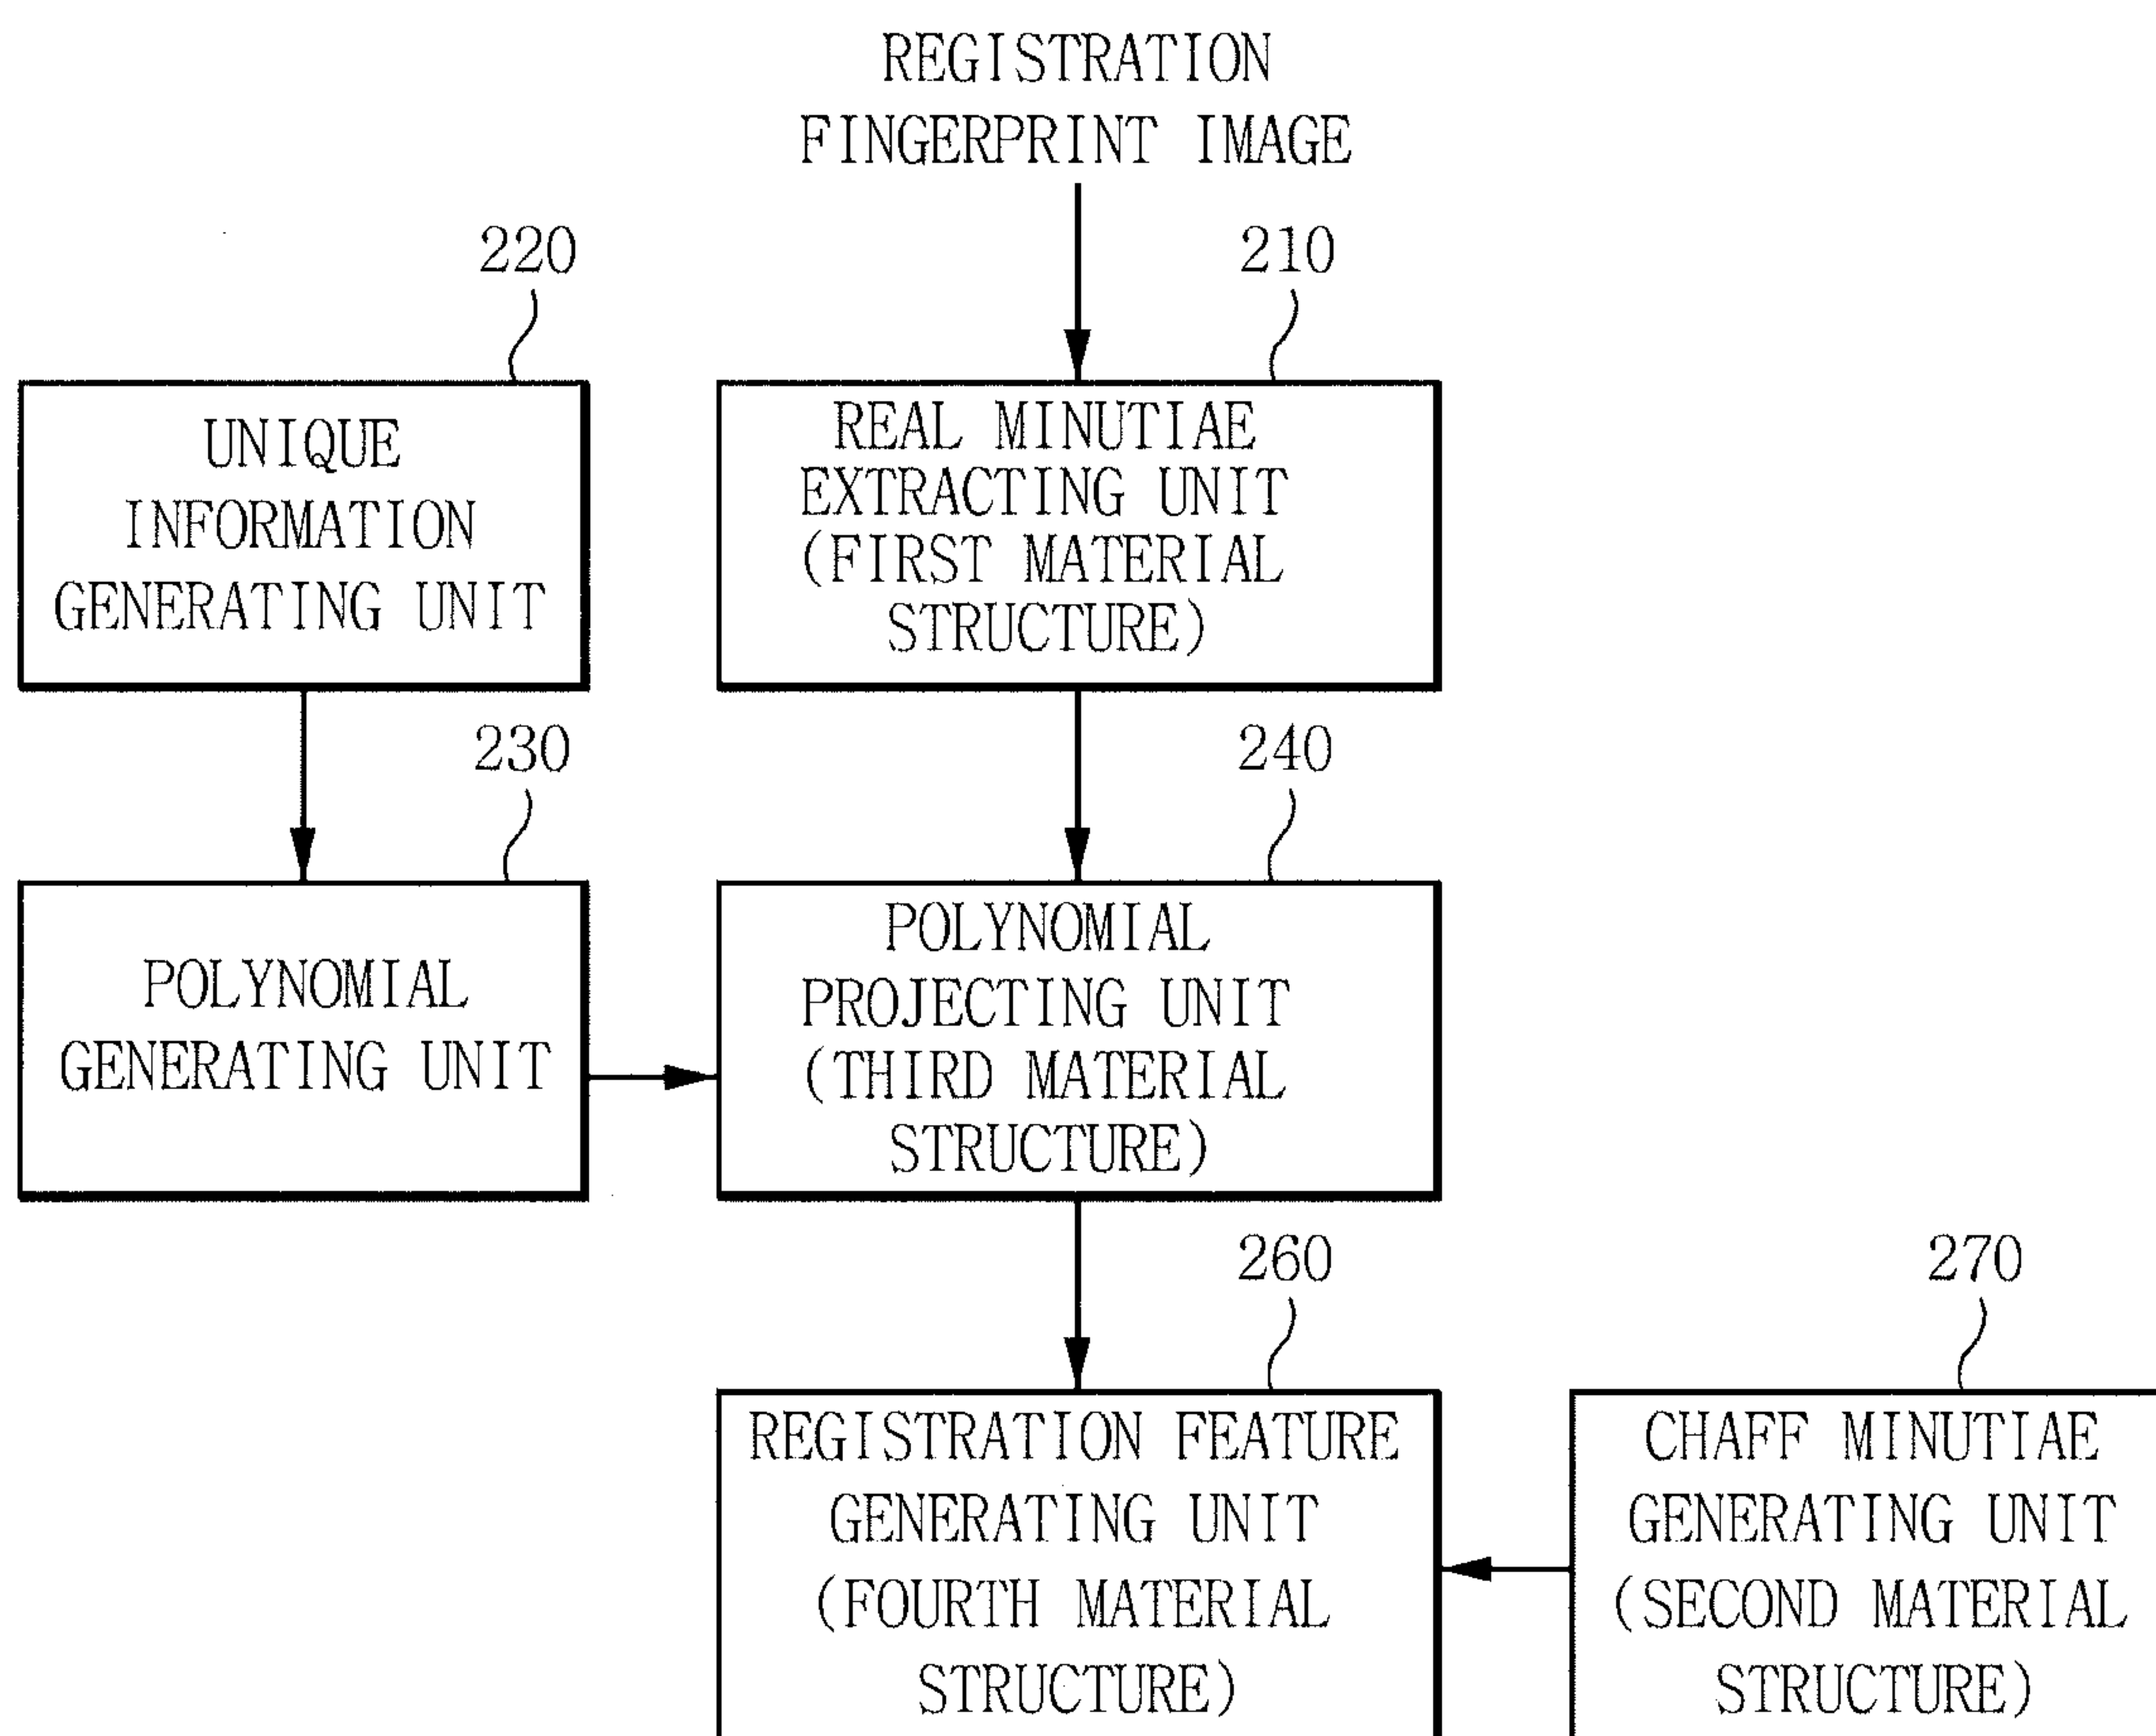 REGISTRATION
FINGERPRINT IMAGE
220
210
UNIQUE
INFORMATION
GENERATING UNIT
REAL MINUTIAE
EXTRACTING UNIT
(FIRST MATERIAL
STRUCTURE)
230
240
POLYNOMIAL
GENERATING UNIT
POLYNOMIAL
PROJECTING UNIT
(THIRD MATERIAL
STRUCTURE)
260
270
REGISTRATION FEATURE
GENERATING UNIT
(FOURTH MATERIAL
STRUCTURE)
CHAFF MINUTIAE
GENERATING UNIT
(SECOND MATERIAL
STRUCTURE)